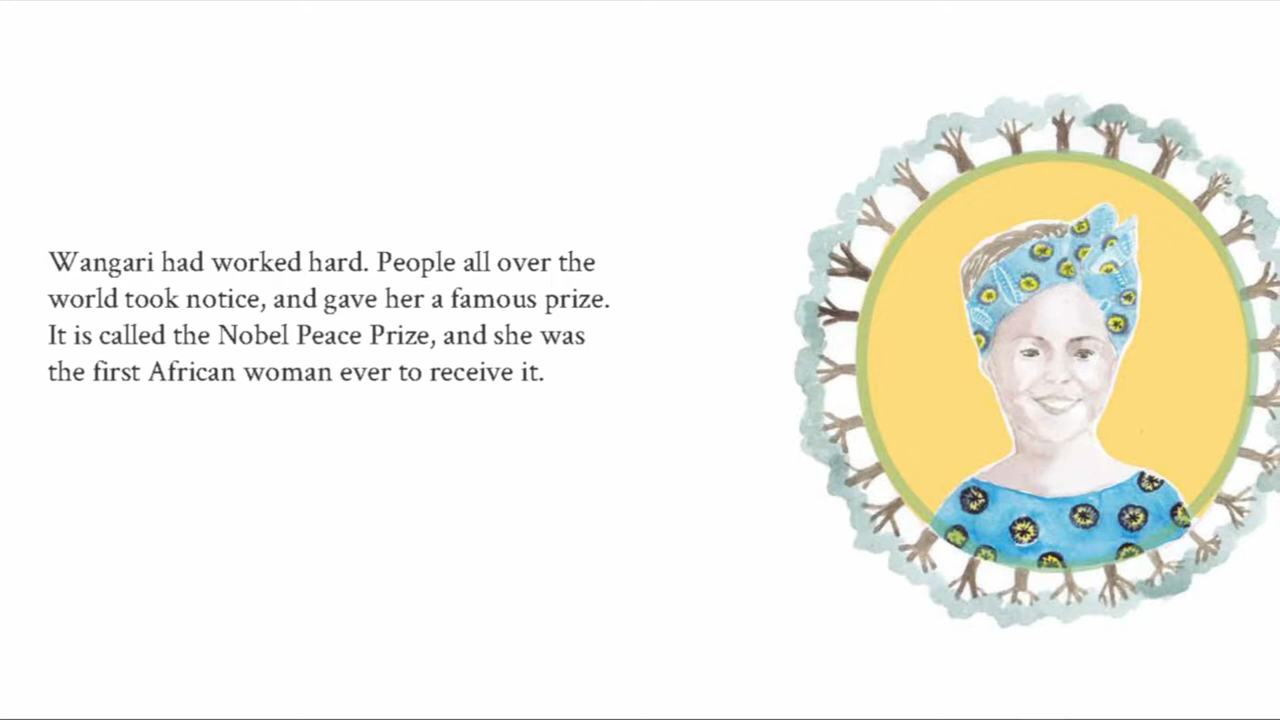 Wangari had worked hard. People all over the
world took notice, and gave her a famous prize.
It is called the Nobel Peace Prize, and she was
the first African woman ever to receive it.